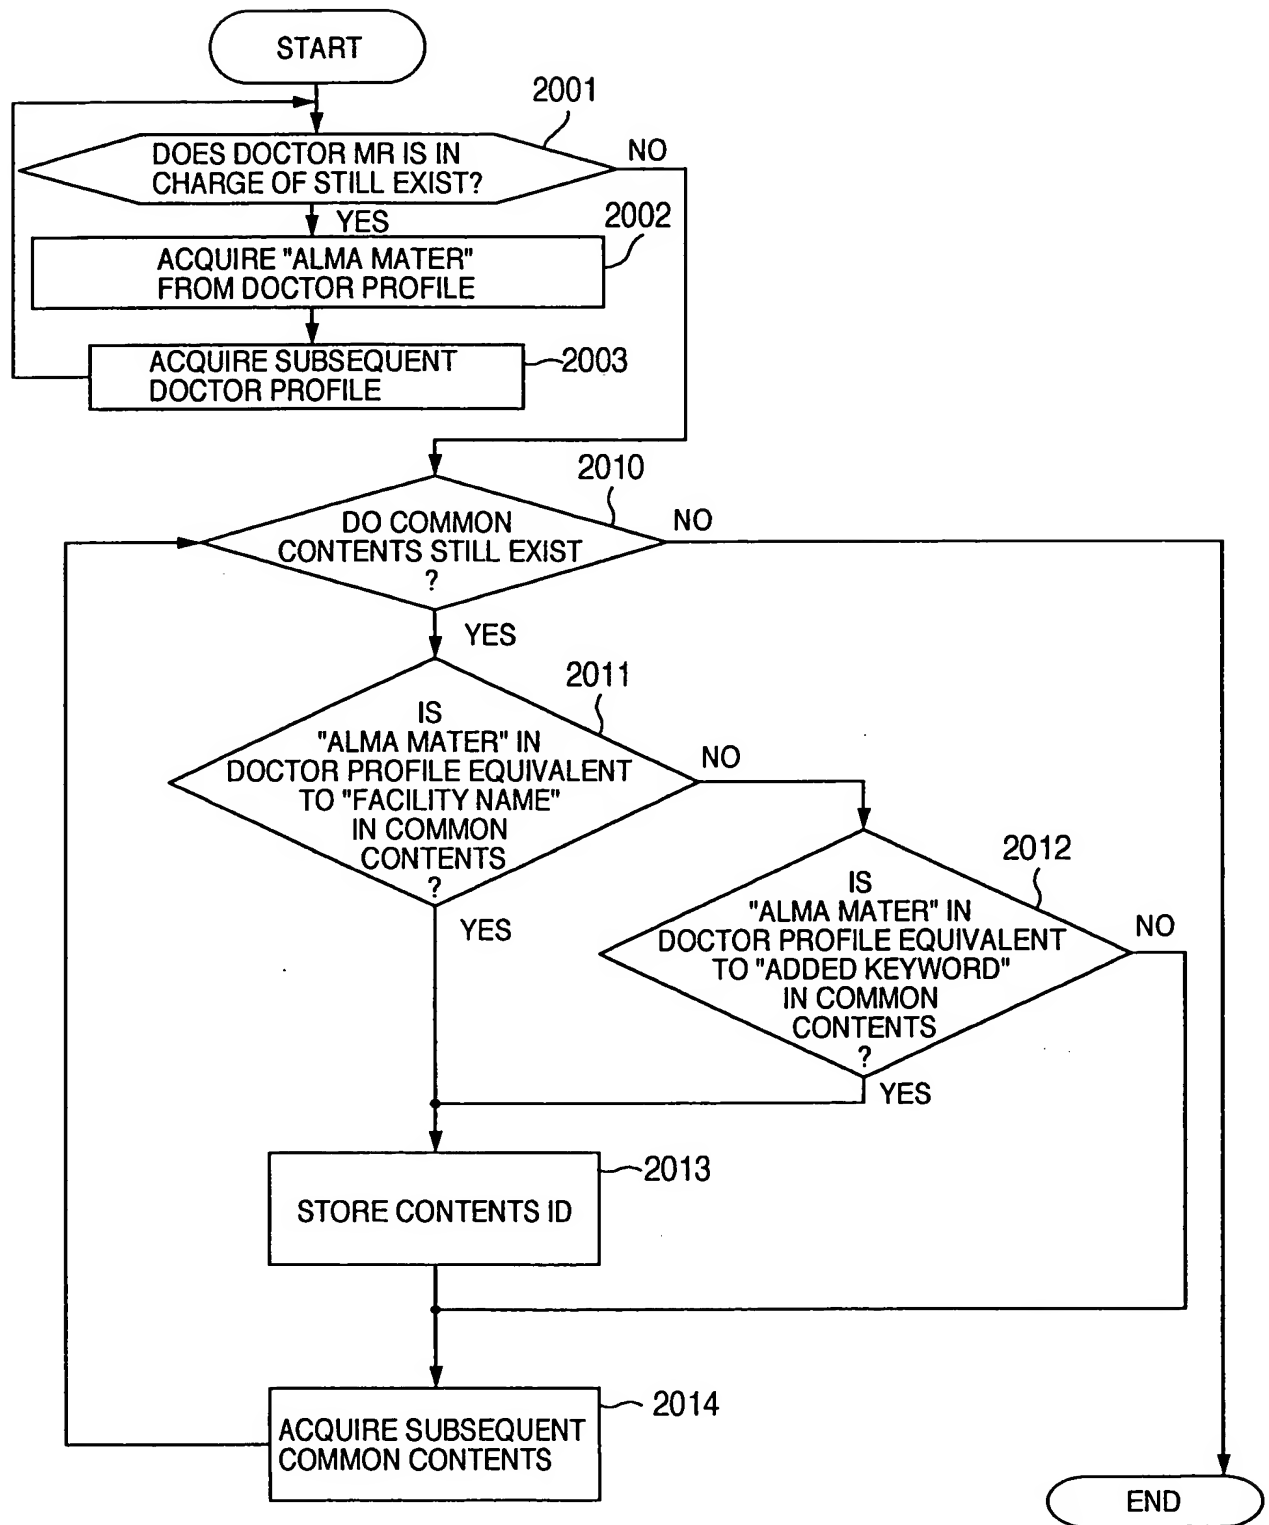 START
2001
DOES DOCTOR MR IS IN
CHARGE OF STILL EXIST?
NO
YES
2002
ACQUIRE "ALMA MATER"
FROM DOCTOR PROFILE
ACQUIRE SUBSEQUENT
DOCTOR PROFILE
2003
2010
DO COMMON
CONTENTS STILL EXIST
?
NO
YES
2011
IS
"ALMA MATER" IN
DOCTOR PROFILE EQUIVALENT
TO "FACILITY NAME"
IN COMMON
CONTENTS
?
NO
YES
2012
IS
"ALMA MATER" IN
DOCTOR PROFILE EQUIVALENT
TO "ADDED KEYWORD"
IN COMMON
CONTENTS
?
NO
YES
2013
STORE CONTENTS ID
2014
ACQUIRE SUBSEQUENT
COMMON CONTENTS
END